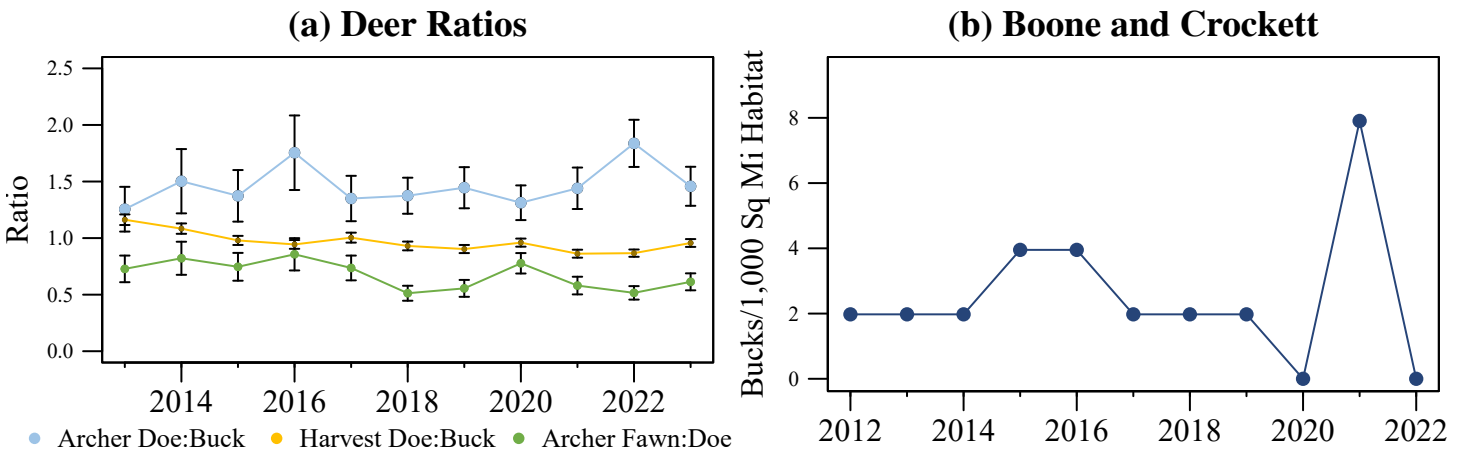 (a) Deer Ratios
Ratio
2.5
2.0
1.5
1.0
0.5
0.0
2014 2016 2018 2020 2022
Archer Doe:Buck Harvest Doe:Buck Archer Fawn:Doe
(b) Boone and Crockett
Bucks/1,000 Sq Mi Habitat
8
6
4
2
0
2012 2014 2016 2018 2020 2022